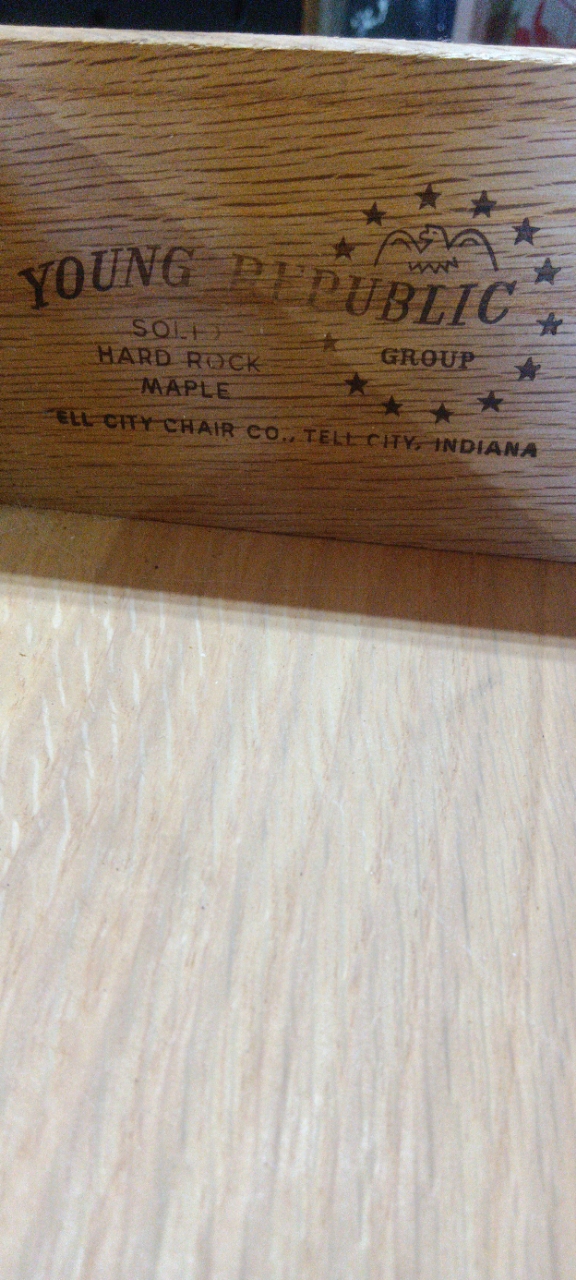 YOUNG REPUBLIC
SOLID
HARD ROCK
MAPLE
GROUP
ELL CITY CHAIR CO., TELL CITY, INDIANA